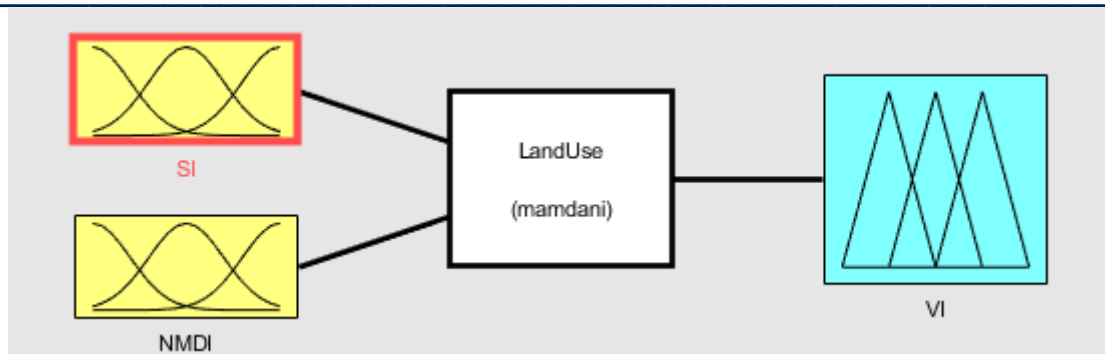 SI
LandUse
(mamdani)
VI
NMDI